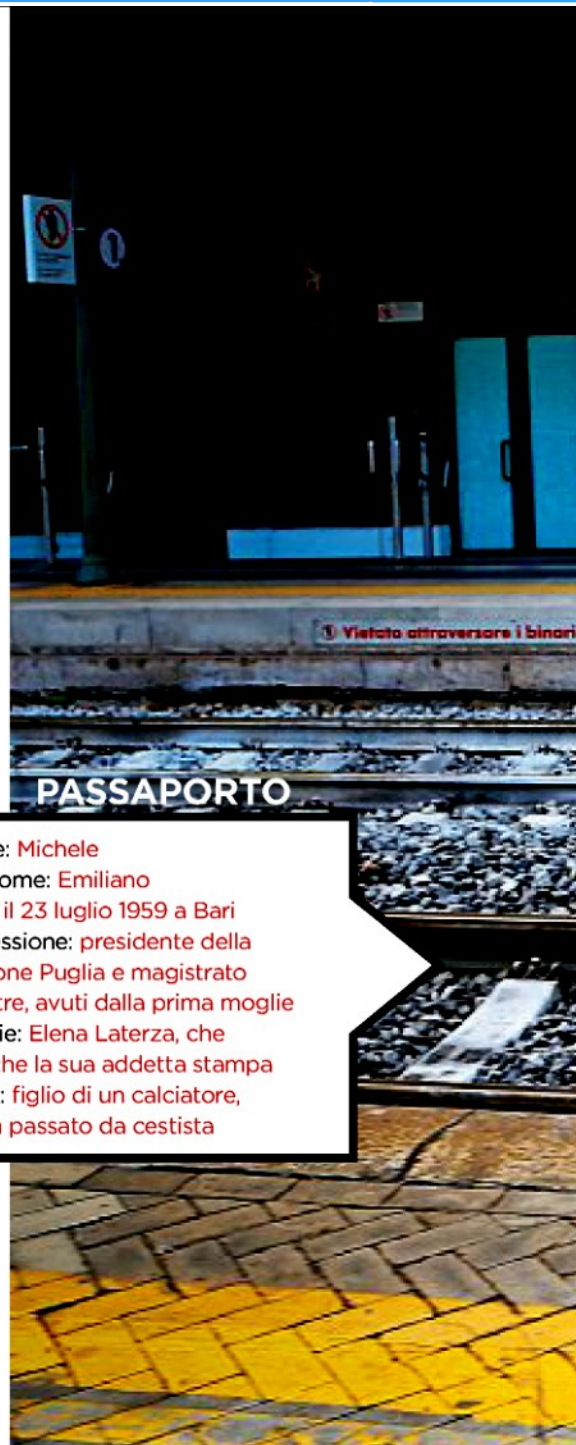 ① Vietato attraversare i binari
PASSAPORTO
e: Michele
ome: Emiliano
il 23 luglio 1959 a Bari
ssione: presidente della
one Puglia e magistrato
tre, avuti dalla prima moglie
ie: Elena Laterza, che
he la sua addetta stampa
: figlio di un calciatore,
passato da cestista